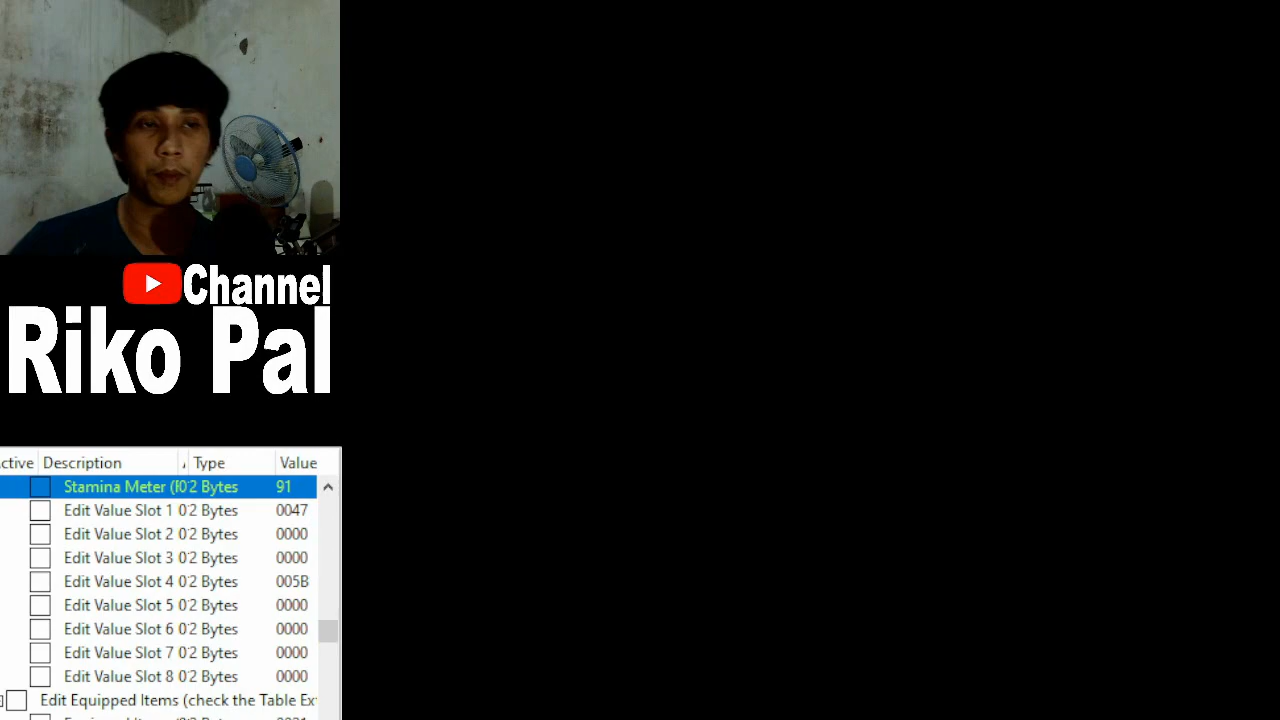 Channel
Riko Pal
ctive Description Type Value
Stamina Meter ( 2 Bytes 91
Edit Value Slot 1 0 2 Bytes 0047
Edit Value Slot 2 0 2 Bytes 0000
Edit Value Slot 3 0 2 Bytes 0000
Edit Value Slot 4 0 2 Bytes 005B
Edit Value Slot 5 0 2 Bytes 0000
Edit Value Slot 6 0 2 Bytes 0000
Edit Value Slot 7 0 2 Bytes 0000
Edit Value Slot 8 0 2 Bytes 0000
Edit Equipped Items (check the Table Ex